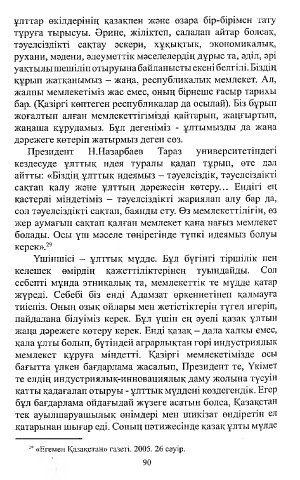 ұлттар өкілдерінің қазақпен және өзара бір-бірімен тату
тұруға тырысуы. Әрине, жіліктеп, салалап айтар болсақ,
тәуелсіздікті сақтау әскери, құқықтық, экономикалық,
рухани, мәдени, әлеуметтік мәселелердің дұрыс та, әділ, әрі
уақтылы шешіліп отыруына байланысты екені белгілі. Біздің
құрып жатқанымыз – жаңа, республикалық мемлекет. Ал,
жалпы мемлекетіміз жас емес, оның бірнеше ғасыр тарихы
бар. (Қазіргі көптеген республикалар да осылай). Біз бұрын
жоғалтып алған мемлекеттігімізді қайтарып, жаңғыртып,
жаңаша құрудамыз. Бұл дегеніміз - ұлтымызды да жаңа
дәрежеге көтеріп жатырмыз деген сөз.
Президент Н.Назарбаев Тараз университетіндегі
кездесуде ұлттық идея туралы қадап тұрып, өте дәл
айтты: «Біздің ұлттық идеямыз – тәуелсіздік, тәуелсіздікті
сақтап қалу және ұлттың дәрежесін көтеру... Ендігі ең
қастерлі міндетіміз – тәуелсіздікті жариялап алу бар да,
сол тәуелсіздікті сақтап, баянды ету. Өз мемлекеттілігін, өз
жер аумағын сақтап қалған мемлекет қана нағыз мемлекет
болады. Осы үш мәселе төңірегінде түпкі идеямыз болуы
керек».²⁹
Үшіншісі – ұлттық мүдде. Бұл бүгінгі тіршілік пен
келешек өмірдің қажеттіліктерінен туындайды. Сол
себепті мұнда этникалық та, мемлекеттік те мүдде қатар
жүреді. Себебі біз енді Адамзат өркениетінен қалмауға
тиіспіз. Оның озық ойлары мен жетістіктерін түгел игеріп,
пайдалана білуіміз керек. Бұл үшін ең әуелі қазақ ұлтын
жаңа дәрежеге көтеру керек. Енді қазақ – дала халқы емес,
қала ұлты болып, бүтіндей аграрлықтан гөрі индустриялық
мемлекет құруға міндетті. Қазіргі мемлекетімізде осы
бағытта үлкен бағдарлама жасалып, Президент те, Үкімет
те елдің индустриялық-инновациялық даму жолына түсуін
қатты қадағалап отыруы - ұлттық мүддені көздегендік. Егер
бұл бағдарлама ойдағыдай жүзеге асатын болса, Қазақстан
тек ауылшаруашылық өнімдері мен шикізат өндіретін ел
қатарынан шығар еді. Соның нәтижесінде қазақ ұлты мүлде
²⁹ «Егемен Қазақстан» газеті. 2005. 26 сәуір.
90